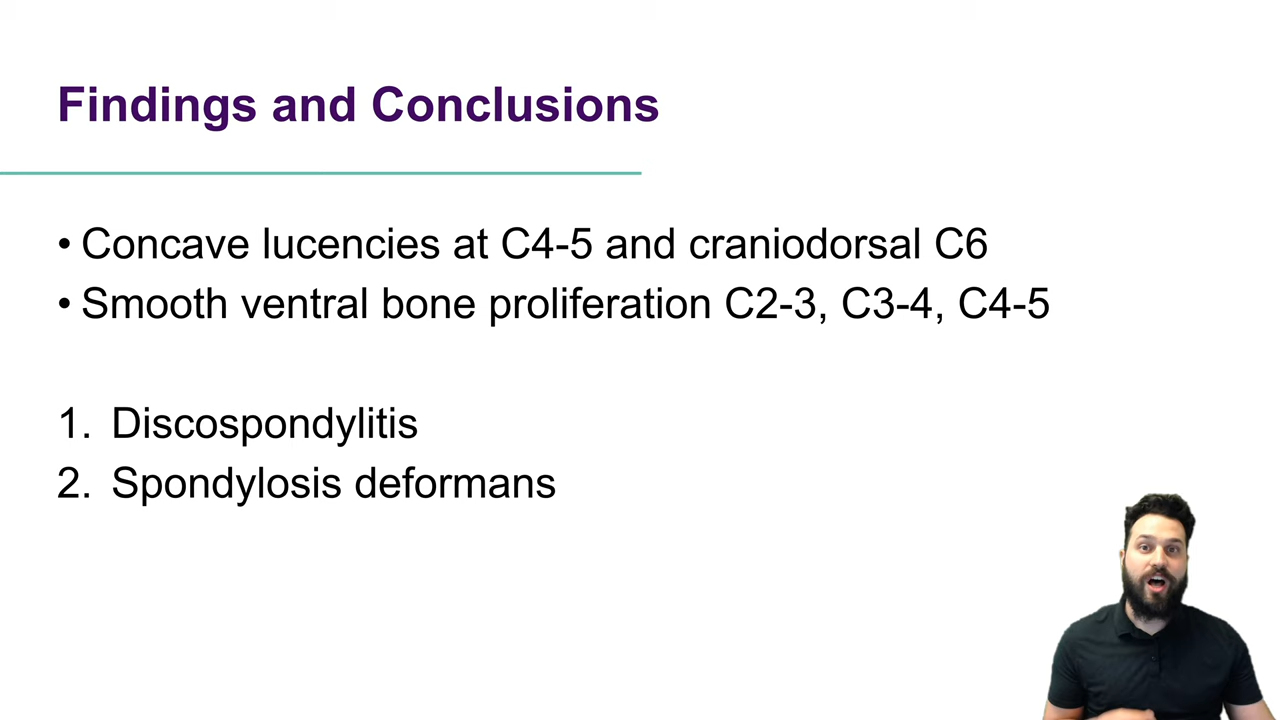 Findings and Conclusions
• Concave lucencies at C4-5 and craniodorsal C6
• Smooth ventral bone proliferation C2-3, C3-4, C4-5
1. Discospondylitis
2. Spondylosis deformans